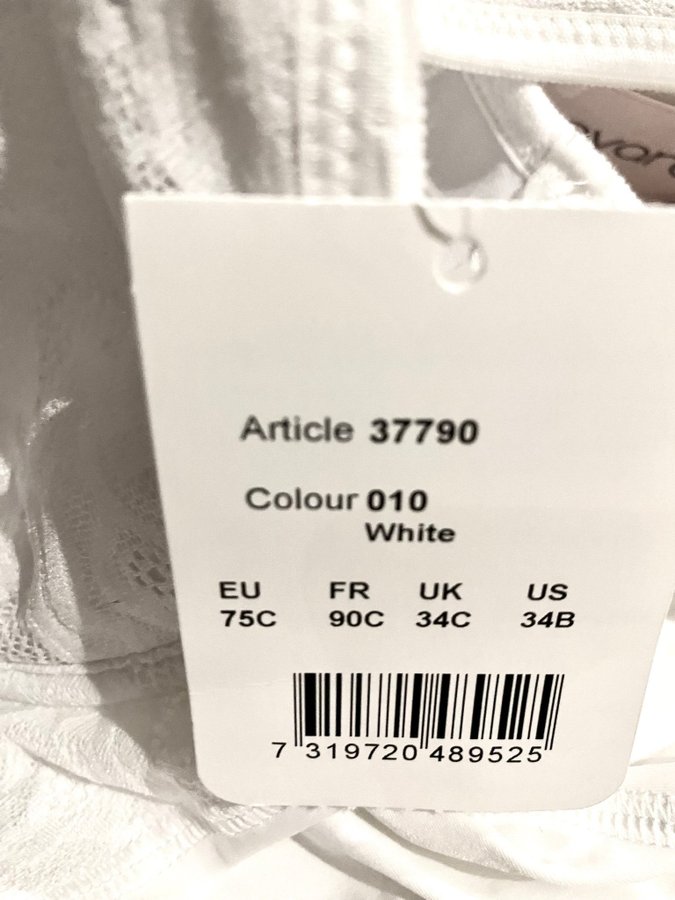 Article 37790
Colour 010
White
EU FR UK US
75C 90C 34C 34B
7 319720 489525